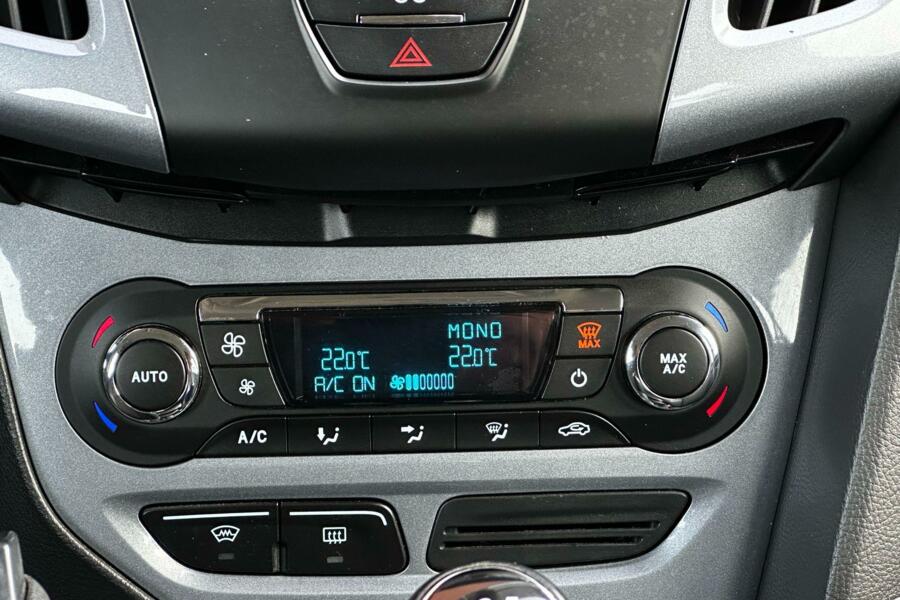 MONO
22.0°C 22.0°C
A/C ON
MAX
AUTO
MAX
A/C
A/C